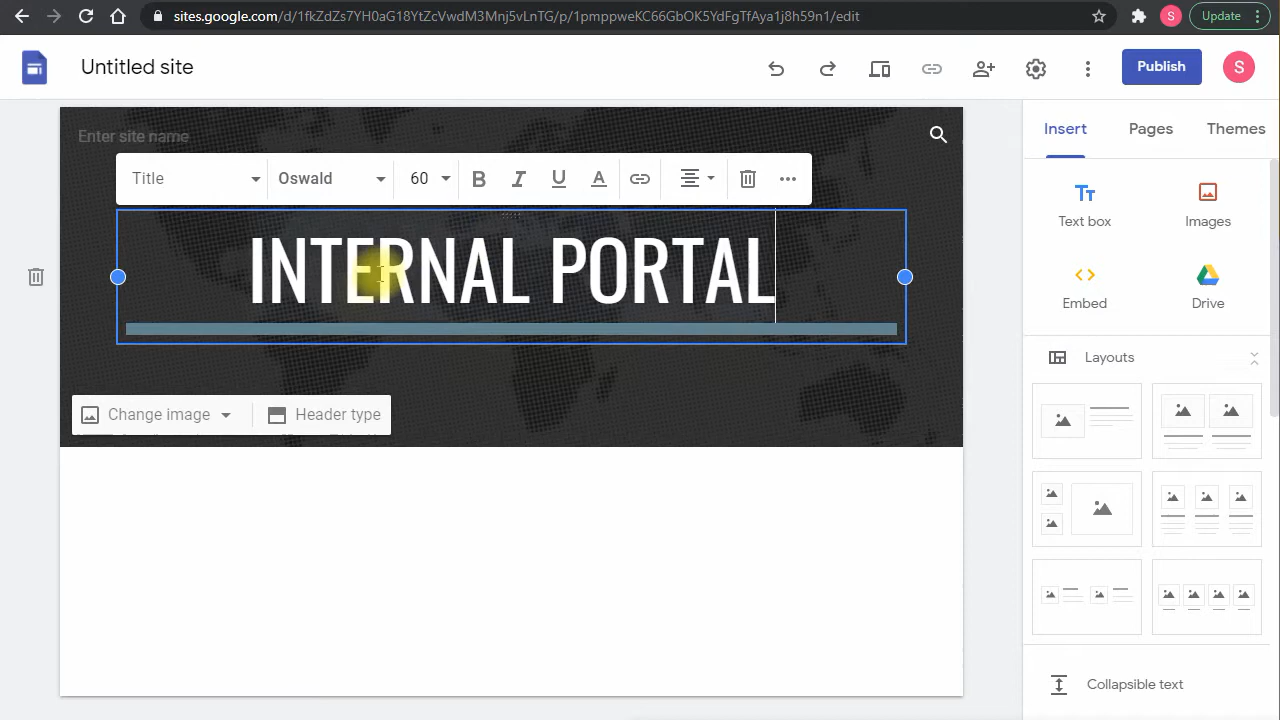 sites.google.com/d/1fkZdZs7YH0aG18YtZcVwdM3Mnj5vLnTG/p/1pmppweKC66GbOK5YdFgTfAya1j8h59n1/edit
S
Update
Untitled site
Publish
S
Enter site name
Insert
Pages
Themes
Title
Oswald
60
B
I
U
A
INTERNAL PORTAL
Text box
Images
Embed
Drive
Layouts
Change image
Header type
Collapsible text